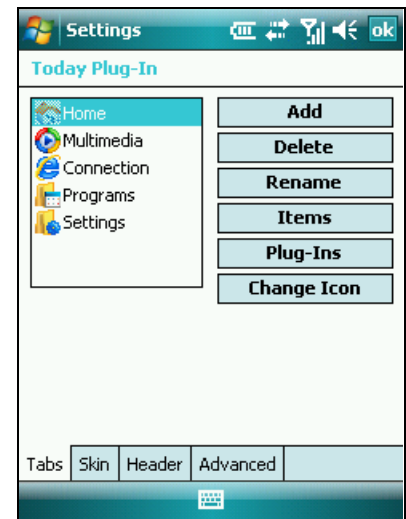 Settings
ok
Today Plug-In
Home
Multimedia
Connection
Programs
Settings
Add
Delete
Rename
Items
Plug-Ins
Change Icon
Tabs Skin Header Advanced